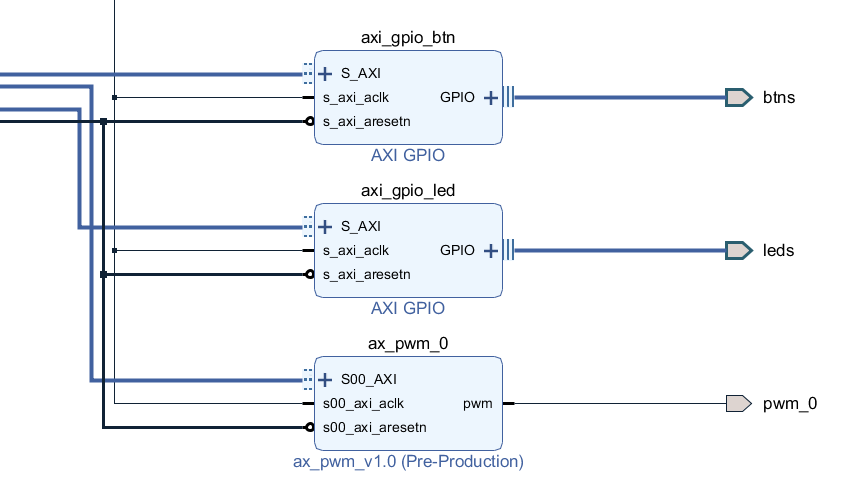 axi_gpio_btn
S_AXI
s_axi_aclk
GPIO
btns
s_axi_aresetn
AXI GPIO
axi_gpio_led
S_AXI
s_axi_aclk
GPIO
leds
s_axi_aresetn
AXI GPIO
ax_pwm_0
S00_AXI
s00_axi_aclk
pwm
pwm_0
s00_axi_aresetn
ax_pwm_v1.0 (Pre-Production)